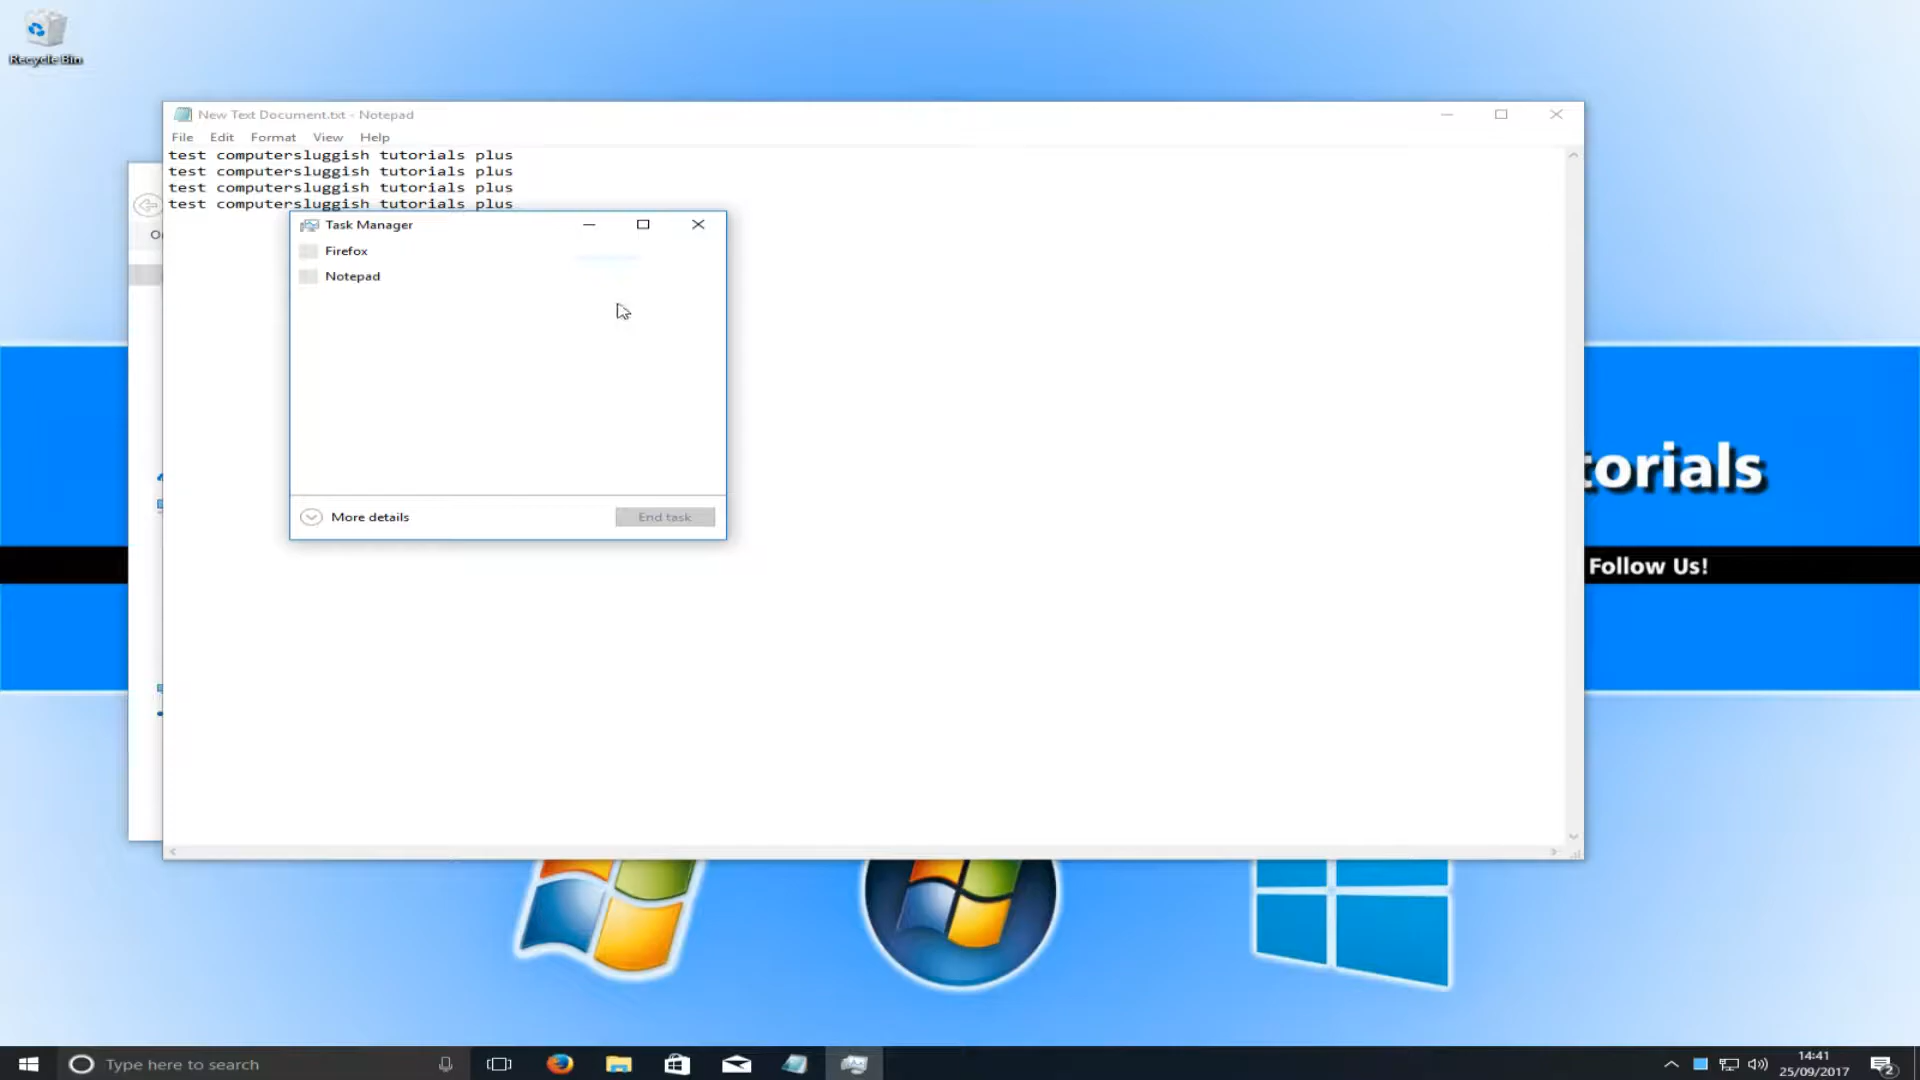 Recycle Bin
New Text Document.txt - Notepad
File Edit Format View Help
test computersluggish tutorials plus
test computersluggish tutorials plus
test computersluggish tutorials plus
test computersluggish tutorials plus
Task Manager
Firefox
Notepad
More details
End task
torials
Follow Us!
Type here to search
14:41
25/09/2017
2